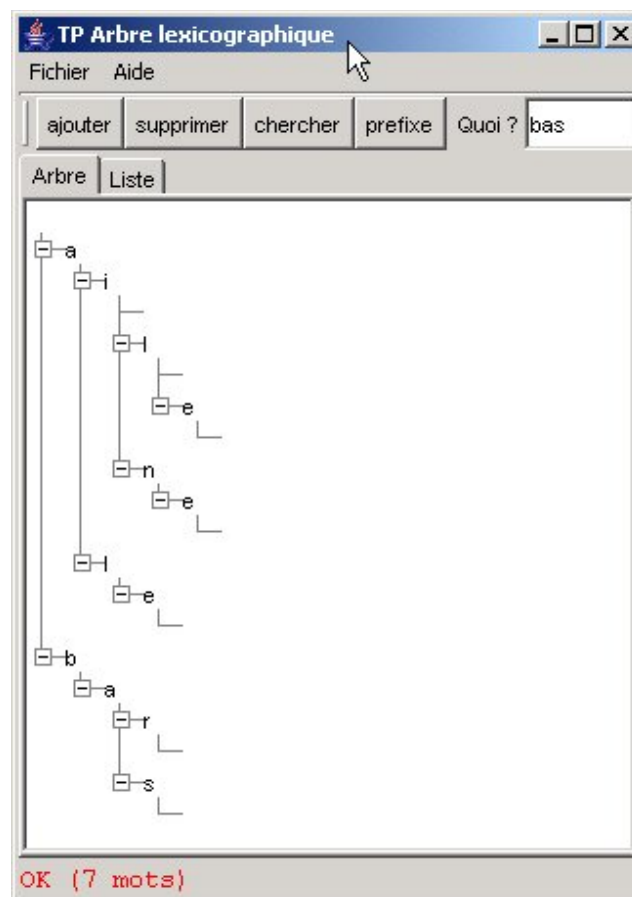 TP Arbre lexicographique
Fichier Aide
ajouter supprimer chercher prefixe Quoi ? bas
Arbre Liste
a
i
l
e
n
e
l
e
b
a
r
s
OK (7 mots)